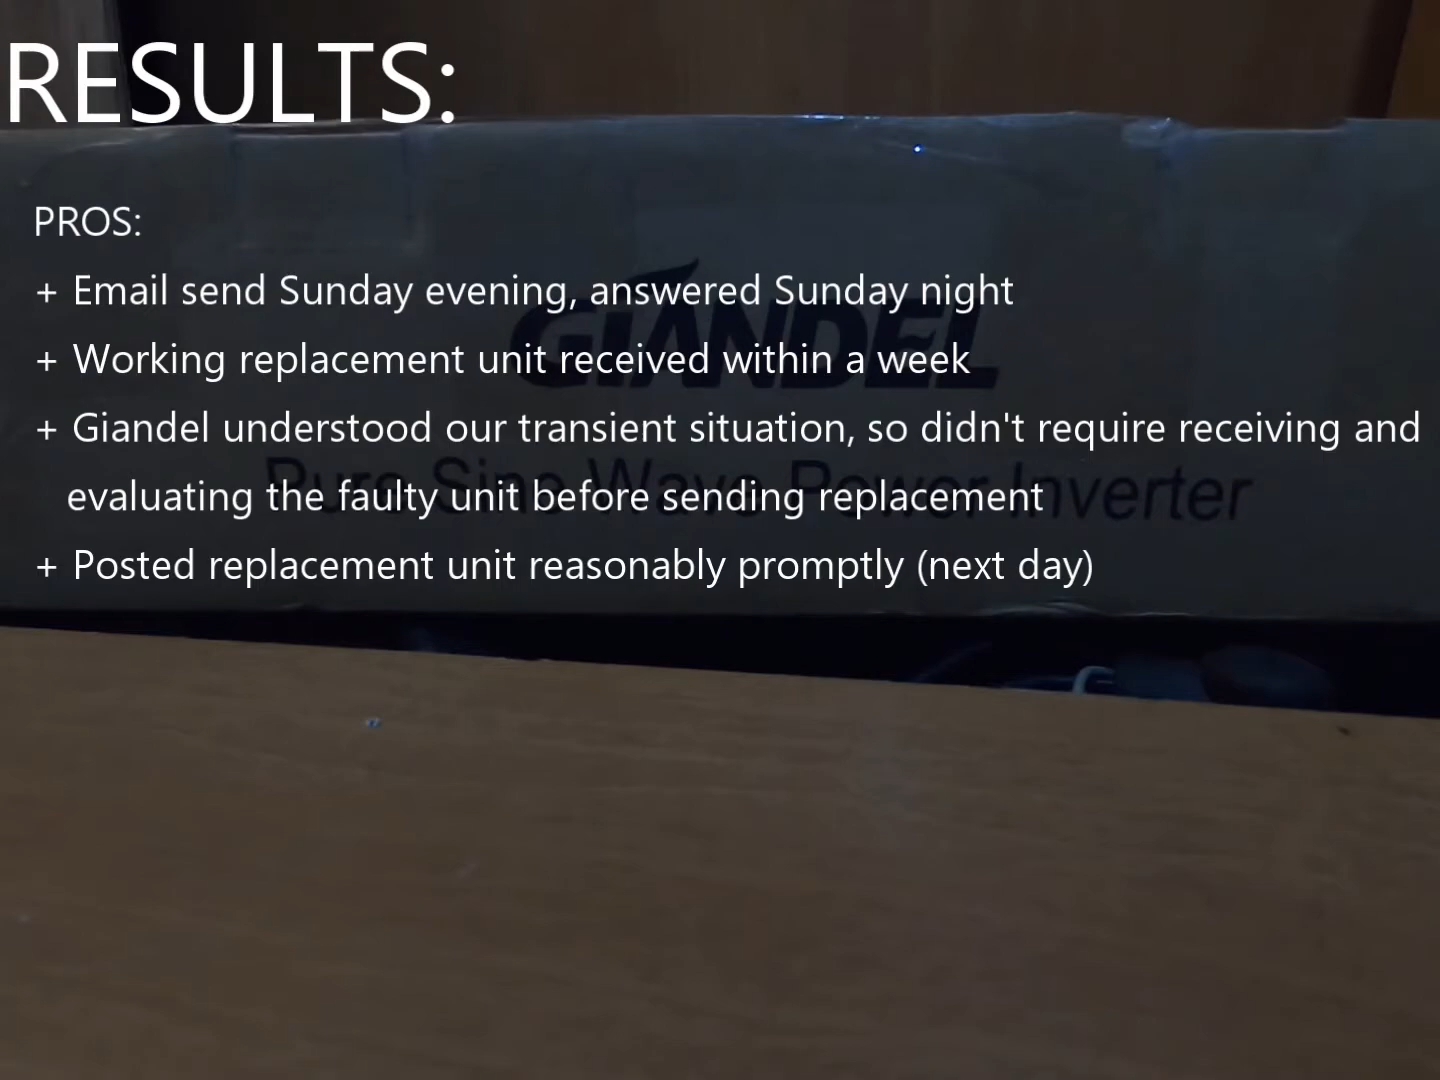 RESULTS:
PROS:
+ Email send Sunday evening, answered Sunday night
GIANDEL
+ Working replacement unit received within a week
+ Giandel understood our transient situation, so didn't require receiving and
Pure Sine Wave Power Inverter
evaluating the faulty unit before sending replacement
+ Posted replacement unit reasonably promptly (next day)